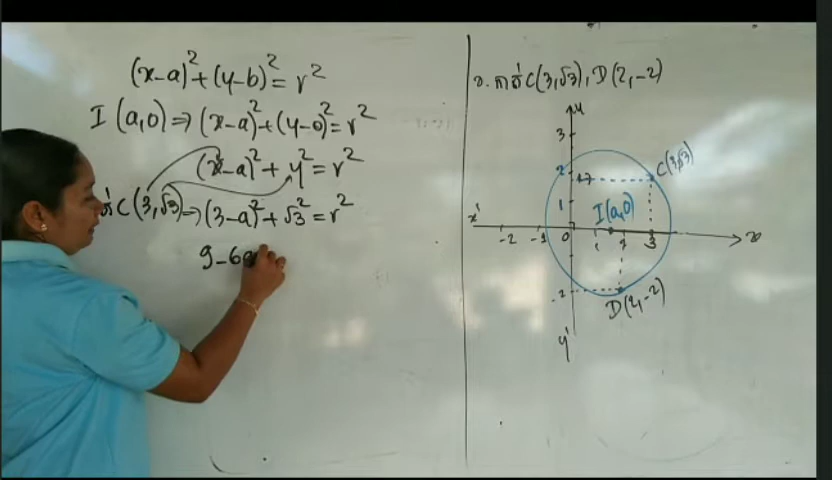 (x-a)² + (y-b)² = r²
I (a,0) ⇒ (x-a)² + (y-0)² = r²
(x-a)² + y² = r²
C(3,√3) ⇒ (3-a)² + √3² = r²
9-6a
C(3,√3), D(2,-2)
y
3
2
C(3,√3)
1
I(a,0)
x'
-2 -1 0 1 2 3
x
-2
D(2,-2)
y'